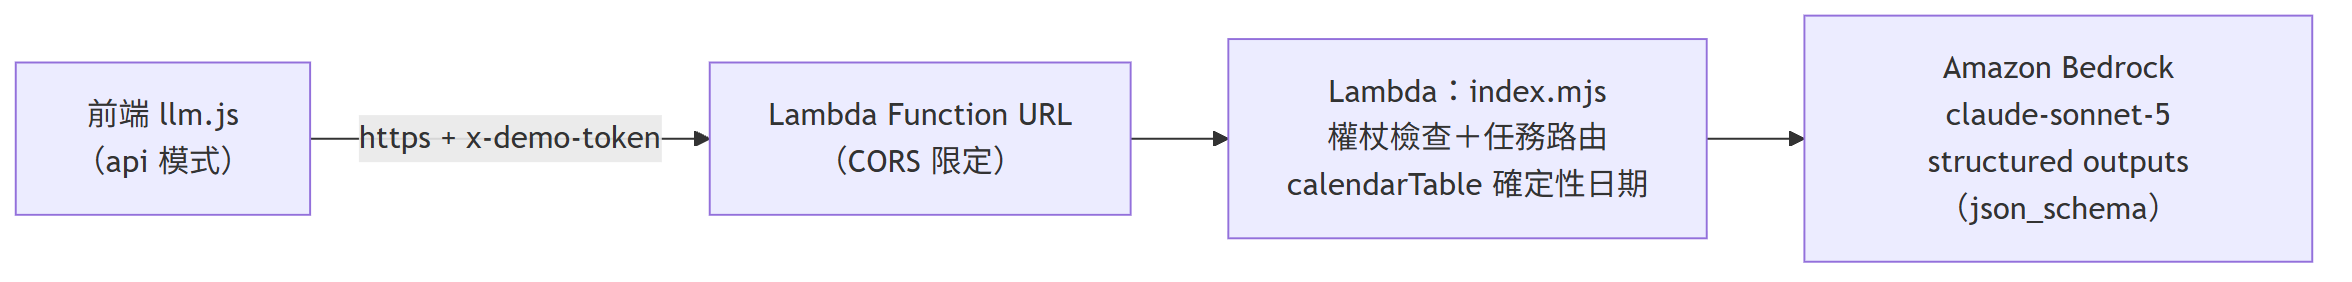 前端 llm.js
（api 模式）
https + x-demo-token
Lambda Function URL
（CORS 限定）
Lambda：index.mjs
權杖檢查＋任務路由
calendarTable 確定性日期
Amazon Bedrock
claude-sonnet-5
structured outputs
（json_schema）